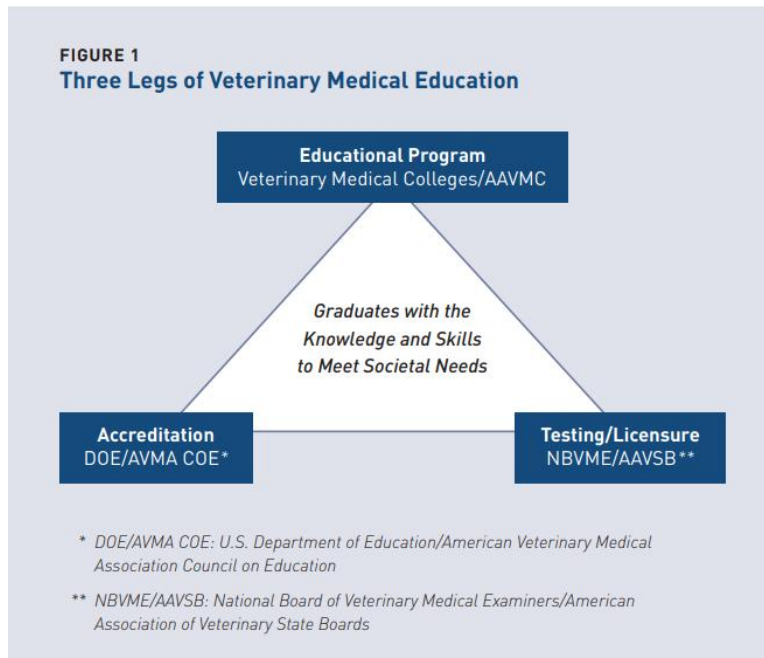 FIGURE 1
Three Legs of Veterinary Medical Education
Educational Program
Veterinary Medical Colleges/AAVMC
Graduates with the
Knowledge and Skills
to Meet Societal Needs
Accreditation
DOE/AVMA COE*
Testing/Licensure
NBVME/AAVSB**
* DOE/AVMA COE: U.S. Department of Education/American Veterinary Medical
Association Council on Education
** NBVME/AAVSB: National Board of Veterinary Medical Examiners/American
Association of Veterinary State Boards